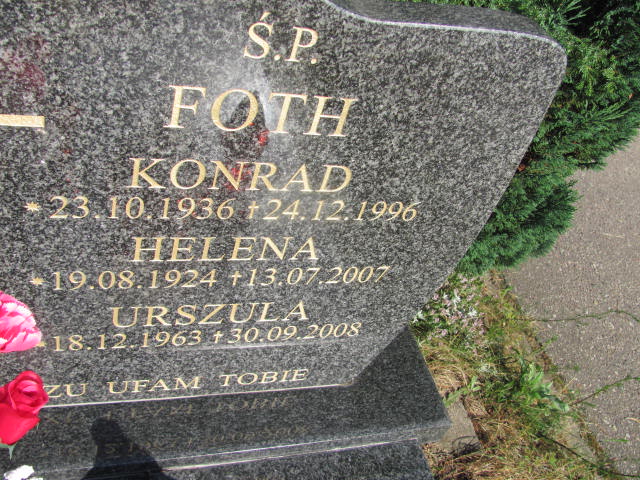 Ś.P.
FOTH
KONRAD
* 23.10.1936 † 24.12.1996
HELENA
* 19.08.1924 † 13.07.2007
URSZULA
* 18.12.1963 † 30.09.2008
ZU UFAM TOBIE